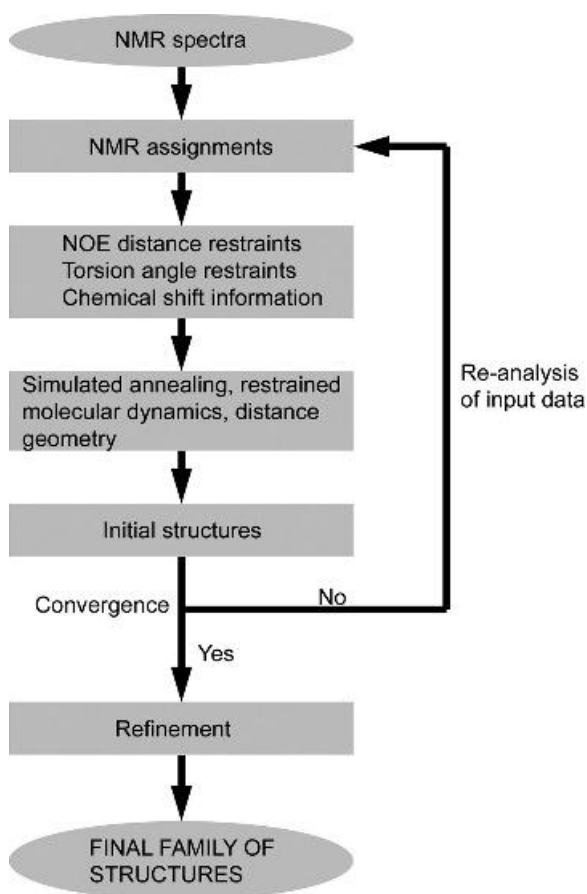 NMR spectra
NMR assignments
NOE distance restraints
Torsion angle restraints
Chemical shift information
Simulated annealing, restrained
molecular dynamics, distance
geometry
Re-analysis
of input data
Initial structures
Convergence
No
Yes
Refinement
FINAL FAMILY OF
STRUCTURES